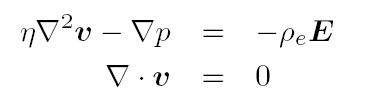 η∇²𝒗 − ∇p = −ρₑ𝑬
∇ · 𝒗 = 0